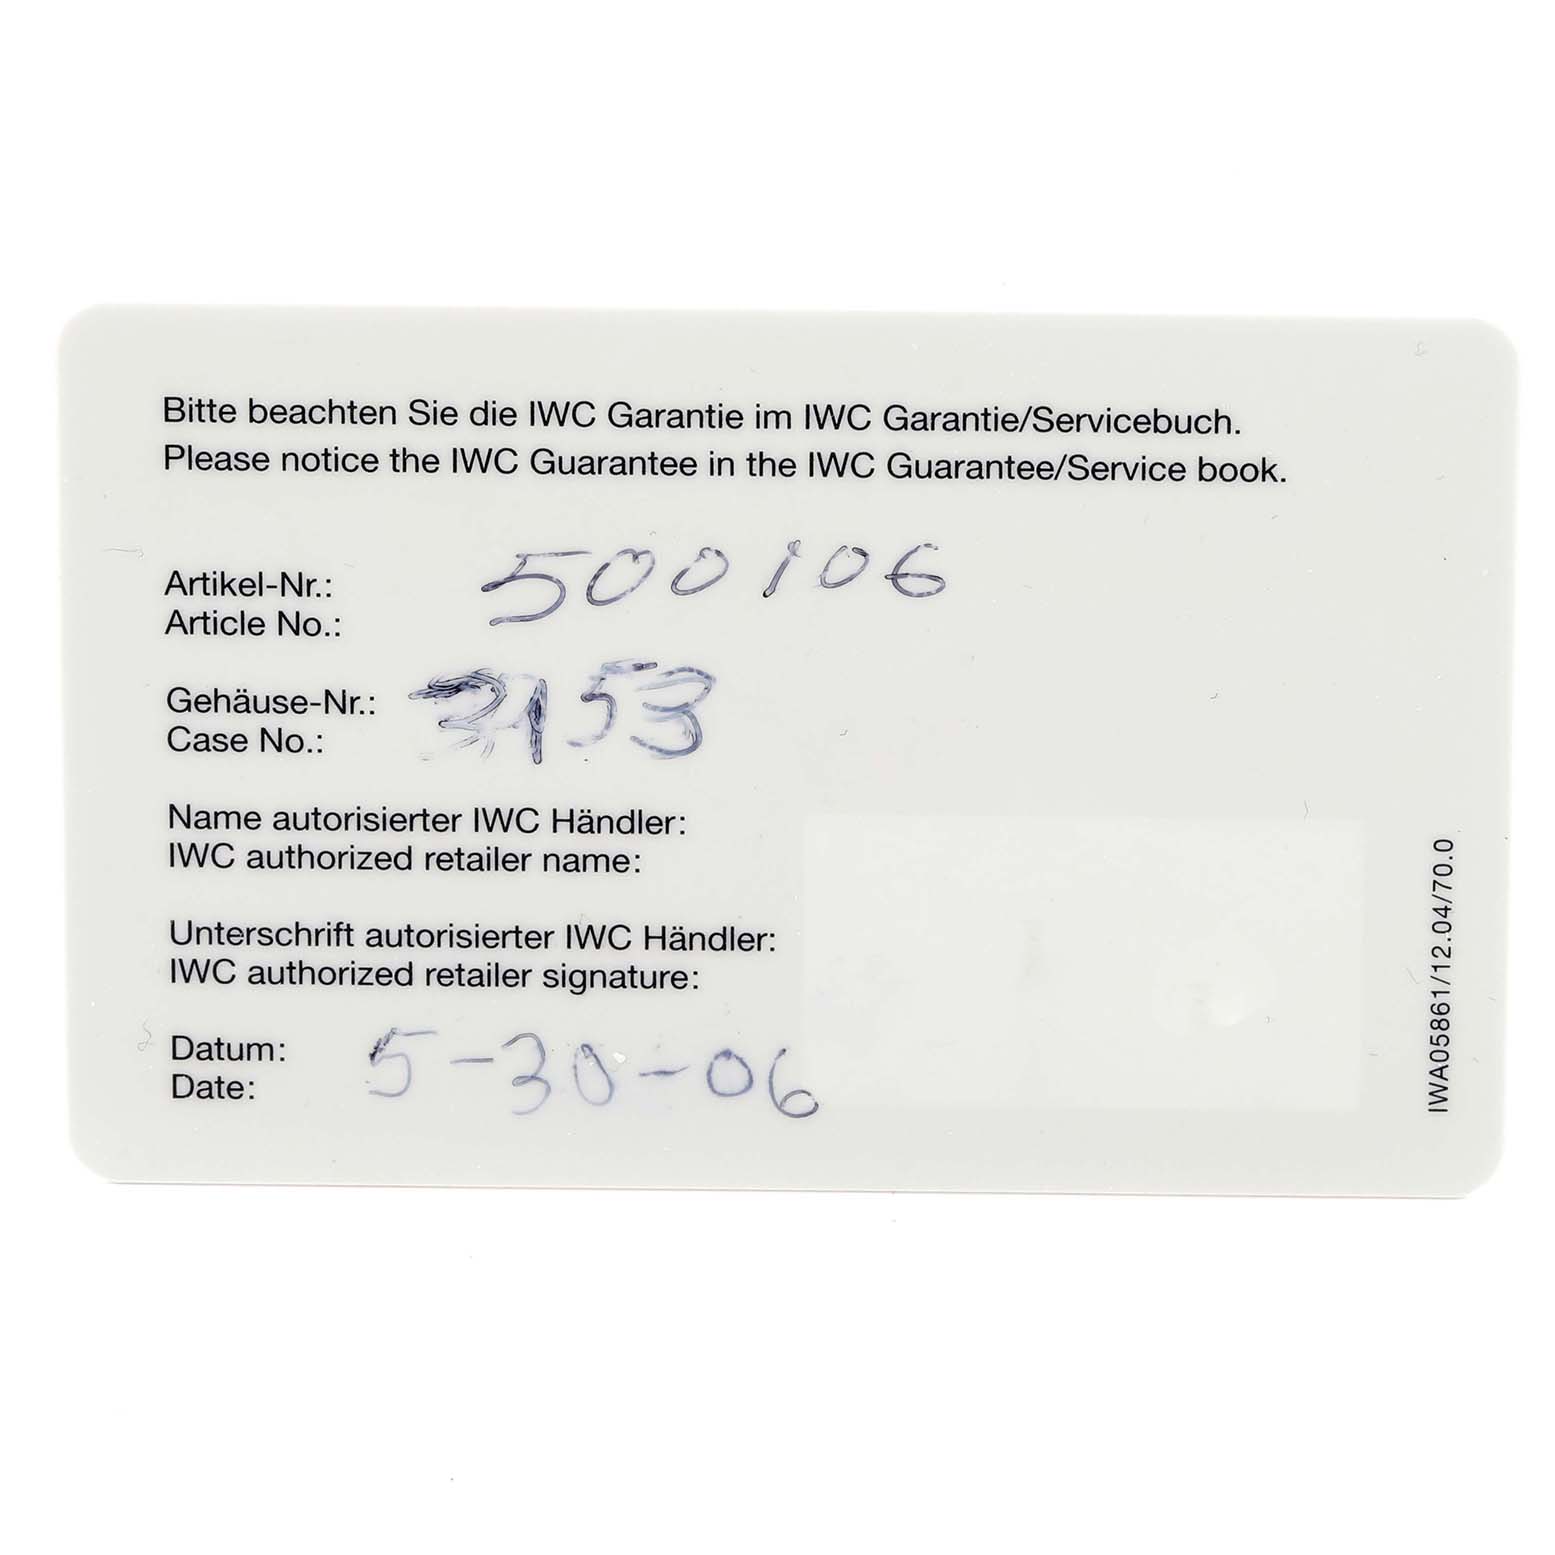 Bitte beachten Sie die IWC Garantie im IWC Garantie/Servicebuch.
Please notice the IWC Guarantee in the IWC Guarantee/Service book.
Artikel-Nr.: 500106
Article No.:
Gehäuse-Nr.:
Case No.:
Name autorisierter IWC Händler:
IWC authorized retailer name:
Unterschrift autorisierter IWC Händler:
IWC authorized retailer signature:
Datum: 5-30-06
Date:
IWA05861/12.04/70.0